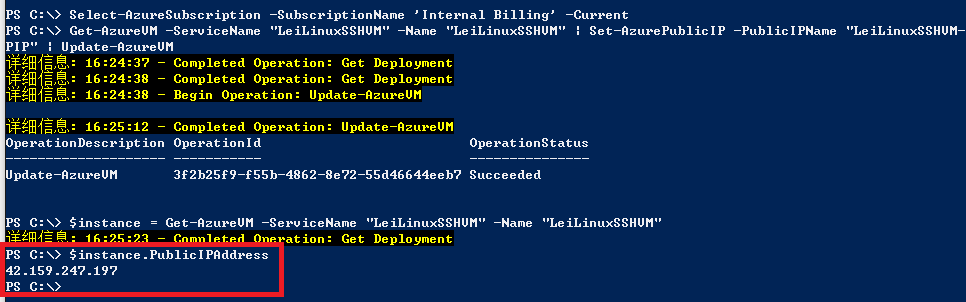 PS C:\> Select-AzureSubscription -SubscriptionName 'Internal Billing' -Current
PS C:\> Get-AzureVM -ServiceName "LeiLinuxSSHVM" -Name "LeiLinuxSSHVM" | Set-AzurePublicIP -PublicIPName "LeiLinuxSSHVM-
PIP" | Update-AzureVM
详细信息: 16:24:37 - Completed Operation: Get Deployment
详细信息: 16:24:38 - Completed Operation: Get Deployment
详细信息: 16:24:38 - Begin Operation: Update-AzureVM
详细信息: 16:25:12 - Completed Operation: Update-AzureVM
OperationDescription OperationId OperationStatus
-------------------- ----------- ---------------
Update-AzureVM 3f2b25f9-f55b-4862-8e72-55d46644eeb7 Succeeded
PS C:\> $instance = Get-AzureVM -ServiceName "LeiLinuxSSHVM" -Name "LeiLinuxSSHVM"
详细信息: 16:25:23 - Completed Operation: Get Deployment
PS C:\> $instance.PublicIPAddress
42.159.247.197
PS C:\>